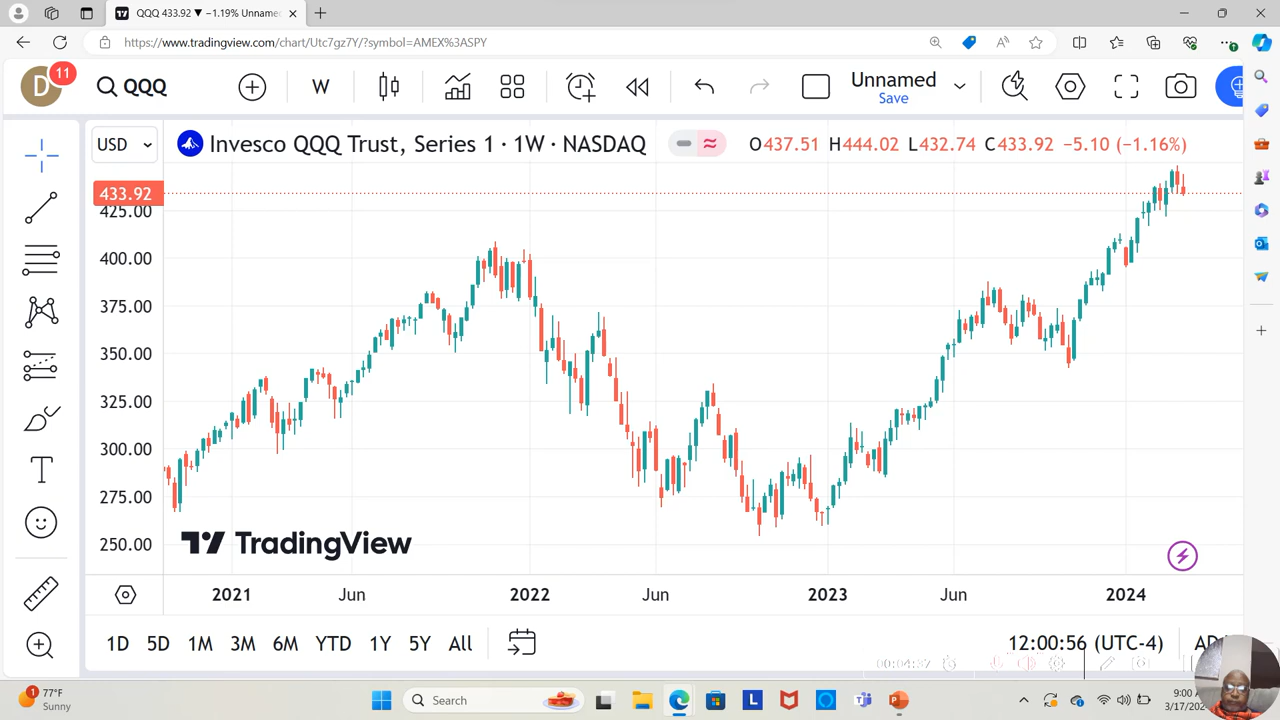 QQQ 433.92 ▼ −1.19% Unname
https://www.tradingview.com/chart/Utc7gz7Y/?symbol=AMEX%3ASPY
D
11
QQQ
W
Unnamed
Save
USD
Invesco QQQ Trust, Series 1 · 1W · NASDAQ
O437.51 H444.02 L432.74 C433.92 −5.10 (−1.16%)
433.92
425.00
400.00
375.00
350.00
325.00
300.00
275.00
250.00
TradingView
2021 Jun 2022 Jun 2023 Jun 2024
1D 5D 1M 3M 6M YTD 1Y 5Y All
12:00:56 (UTC-4)
00:04:37
1
77°F
Sunny
Search
9:00
3/17/202